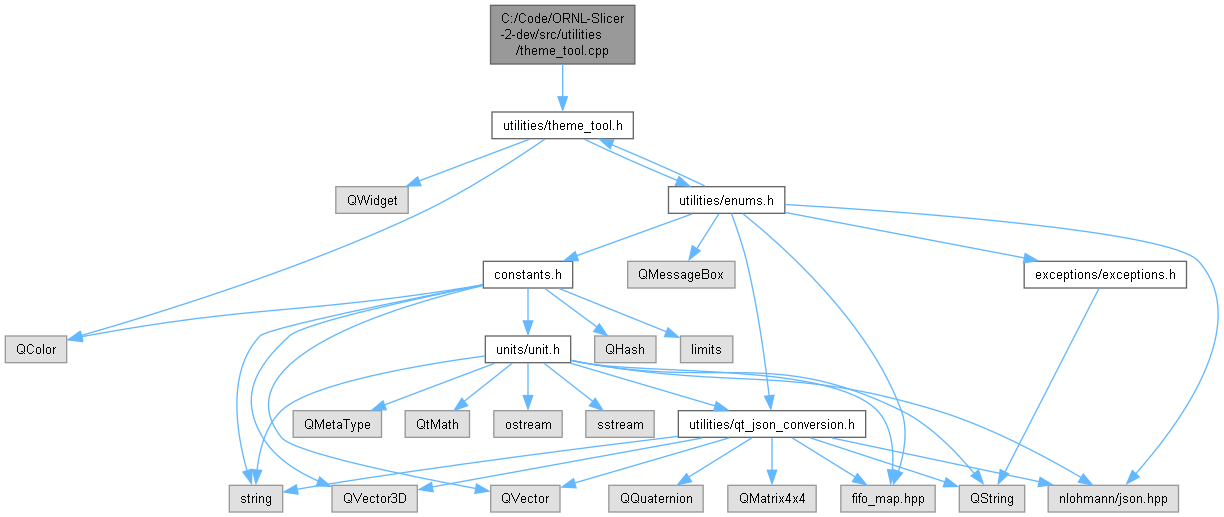 C:/Code/ORNL-Slicer
-2-dev/src/utilities
/theme_tool.cpp
utilities/theme_tool.h
QWidget
utilities/enums.h
constants.h
QMessageBox
exceptions/exceptions.h
QColor
units/unit.h
QHash
limits
QMetaType
QtMath
ostream
sstream
utilities/qt_json_conversion.h
string
QVector3D
QVector
QQuaternion
QMatrix4x4
fifo_map.hpp
QString
nlohmann/json.hpp